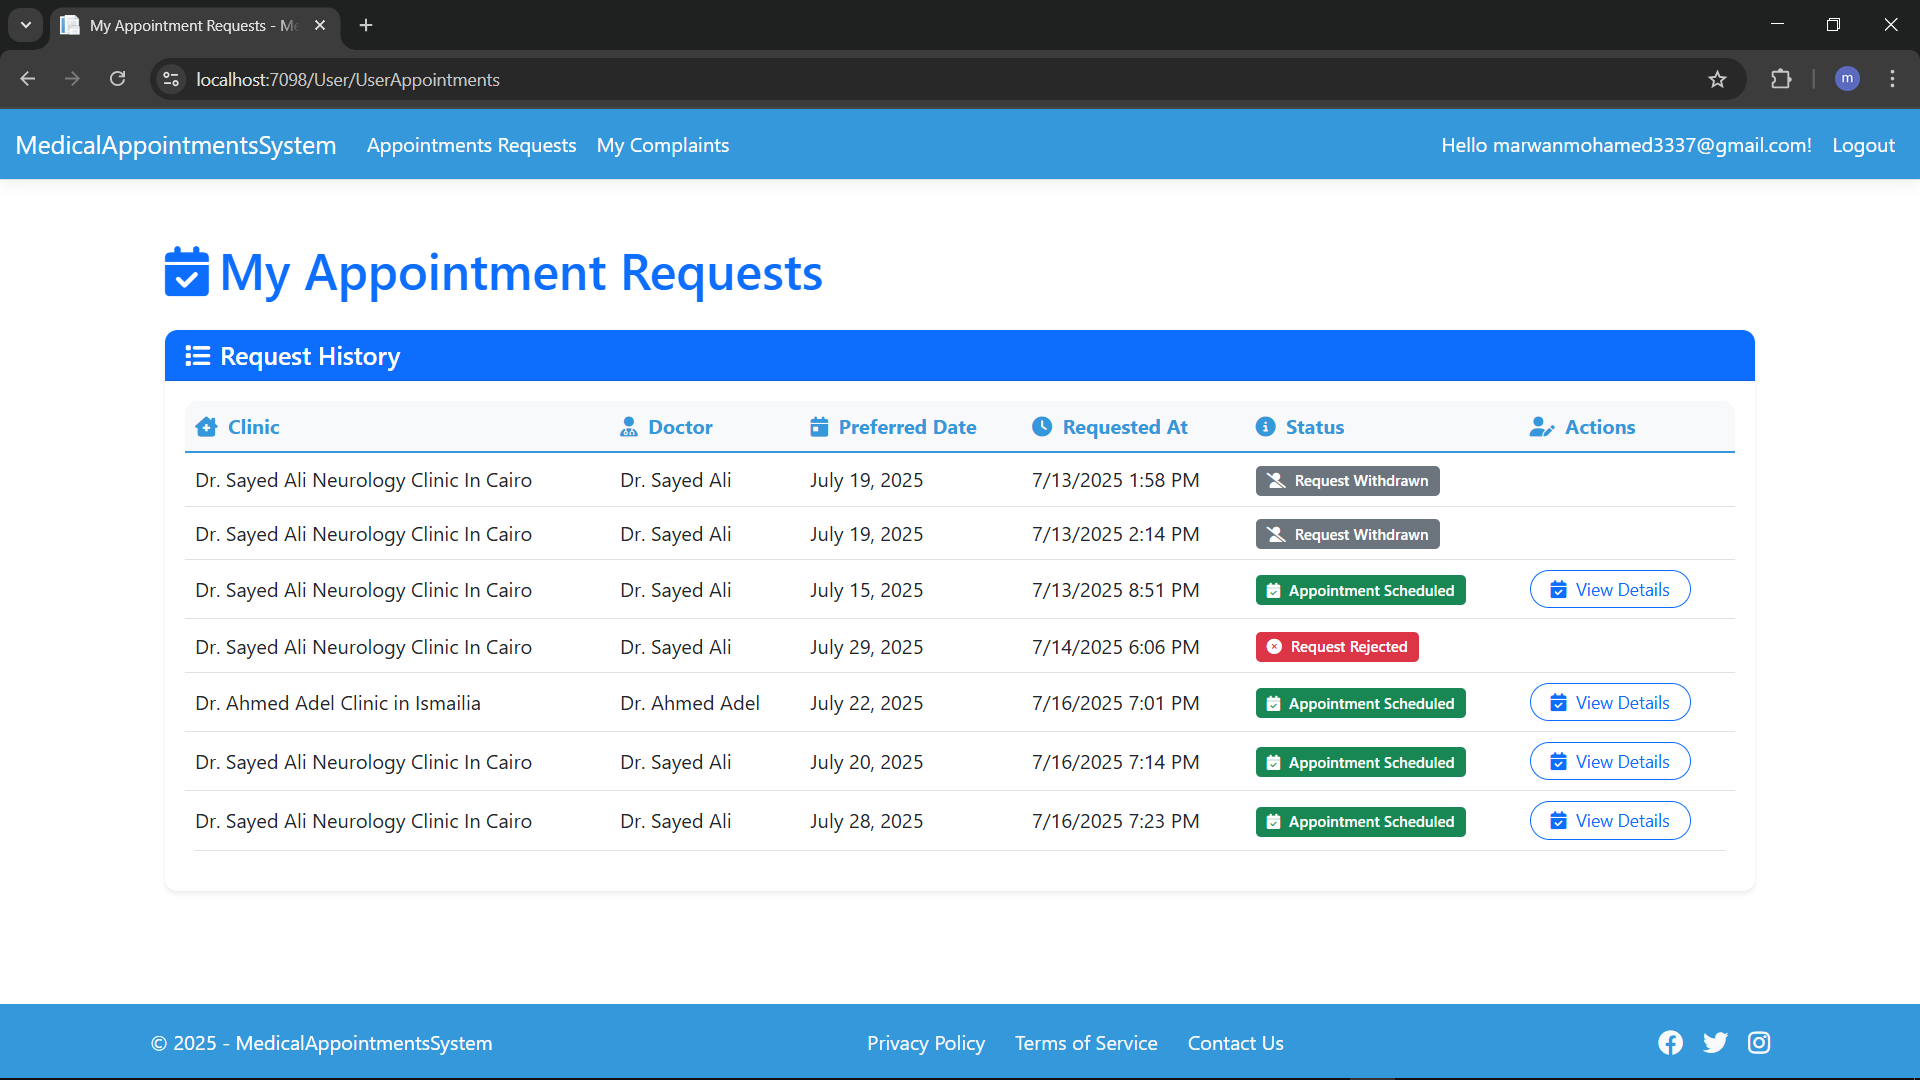 My Appointment Requests - Me
localhost:7098/User/UserAppointments
m
MedicalAppointmentsSystem Appointments Requests My Complaints Hello marwanmohamed3337@gmail.com! Logout
My Appointment Requests
Request History
Clinic Doctor Preferred Date Requested At Status Actions
Dr. Sayed Ali Neurology Clinic In Cairo Dr. Sayed Ali July 19, 2025 7/13/2025 1:58 PM Request Withdrawn
Dr. Sayed Ali Neurology Clinic In Cairo Dr. Sayed Ali July 19, 2025 7/13/2025 2:14 PM Request Withdrawn
Dr. Sayed Ali Neurology Clinic In Cairo Dr. Sayed Ali July 15, 2025 7/13/2025 8:51 PM Appointment Scheduled View Details
Dr. Sayed Ali Neurology Clinic In Cairo Dr. Sayed Ali July 29, 2025 7/14/2025 6:06 PM Request Rejected
Dr. Ahmed Adel Clinic in Ismailia Dr. Ahmed Adel July 22, 2025 7/16/2025 7:01 PM Appointment Scheduled View Details
Dr. Sayed Ali Neurology Clinic In Cairo Dr. Sayed Ali July 20, 2025 7/16/2025 7:14 PM Appointment Scheduled View Details
Dr. Sayed Ali Neurology Clinic In Cairo Dr. Sayed Ali July 28, 2025 7/16/2025 7:23 PM Appointment Scheduled View Details
© 2025 - MedicalAppointmentsSystem Privacy Policy Terms of Service Contact Us